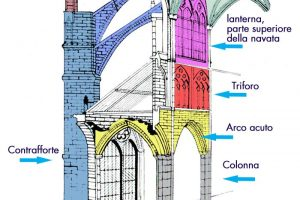 lanterna,
parte superiore
della navata
Triforo
Arco acuto
Contrafforte
Colonna